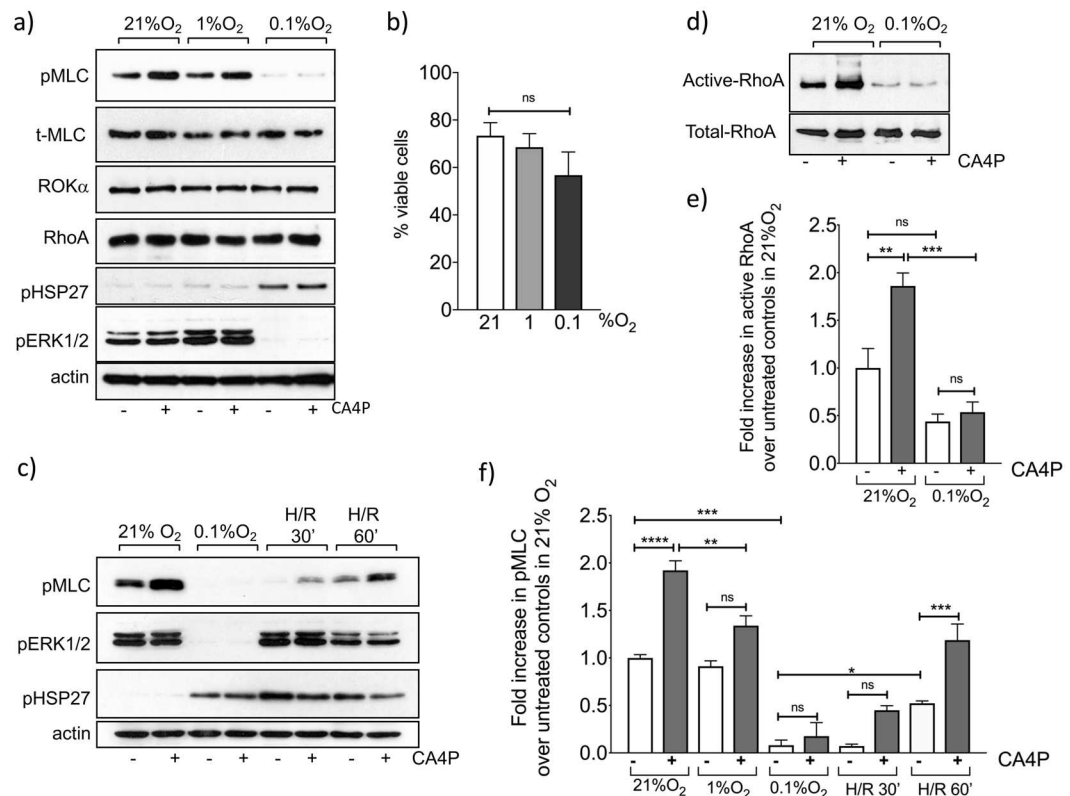 a)
21%O2 1%O2 0.1%O2
pMLC
t-MLC
ROKα
RhoA
pHSP27
pERK1/2
actin
- + - + - + CA4P
b)
% viable cells
100
80
60
40
20
0
ns
21 1 0.1 %O2
c)
21% O2 0.1%O2 H/R 30' H/R 60'
pMLC
pERK1/2
pHSP27
actin
- + - + - + - + CA4P
d)
21% O2 0.1%O2
Active-RhoA
Total-RhoA
- + - + CA4P
e)
Fold increase in active RhoA
over untreated controls in 21%O2
2.5
2.0
1.5
1.0
0.5
0.0
ns
** ***
ns
- + - + CA4P
21%O2 0.1%O2
f)
Fold increase in pMLC
over untreated controls in 21% O2
2.5
2.0
1.5
1.0
0.5
0.0
***
**** **
ns
ns
*
ns
***
- + - + - + - + - + CA4P
21%O2 1%O2 0.1%O2 H/R 30' H/R 60'